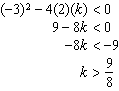 (-3)² - 4(2)(k) < 0
9 - 8k < 0
-8k < -9
k > 9/8